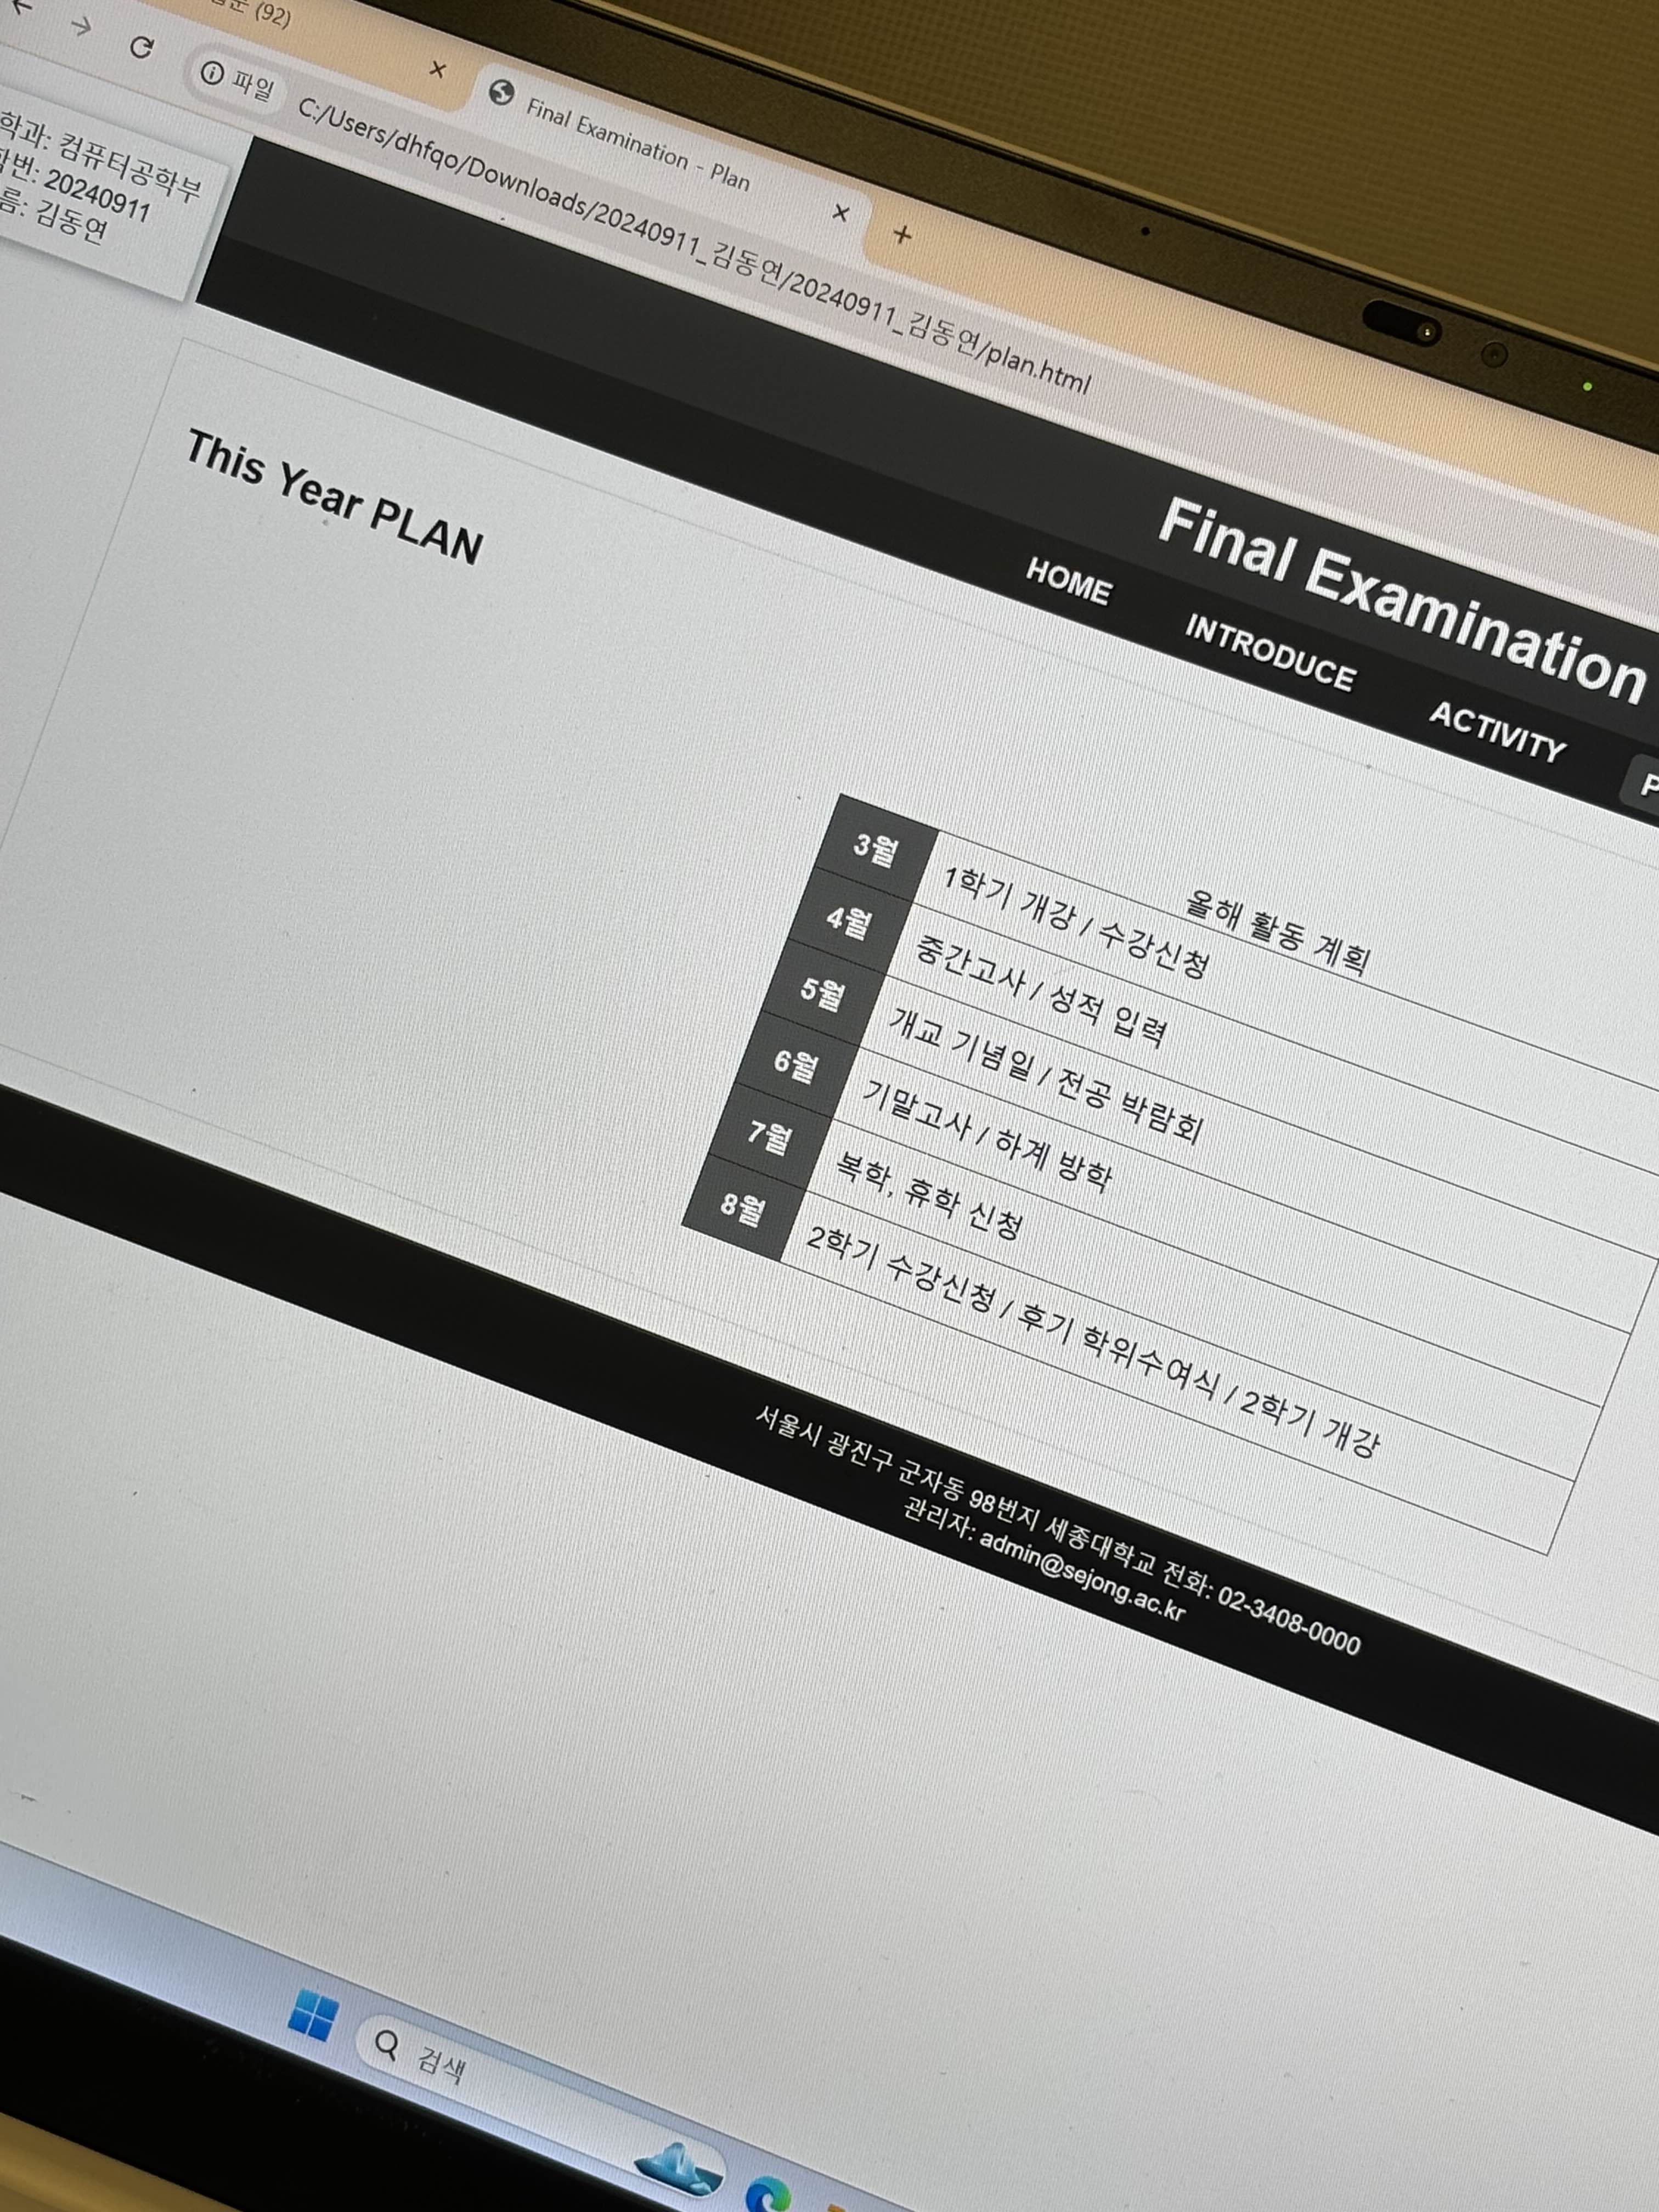 (92)
Final Examination - Plan
파일 C:/Users/dhfqo/Downloads/20240911_김동연/20240911_김동연/plan.html
학과: 컴퓨터공학부
학번: 20240911
이름: 김동연
Final Examination
HOME INTRODUCE ACTIVITY P
This Year PLAN
올해 활동 계획
3월 1학기 개강 / 수강신청
4월 중간고사 / 성적 입력
5월 개교 기념일 / 전공 박람회
6월 기말고사 / 하계 방학
7월 복학, 휴학 신청
8월 2학기 수강신청 / 후기 학위수여식 / 2학기 개강
서울시 광진구 군자동 98번지 세종대학교 전화: 02-3408-0000
관리자: admin@sejong.ac.kr
검색